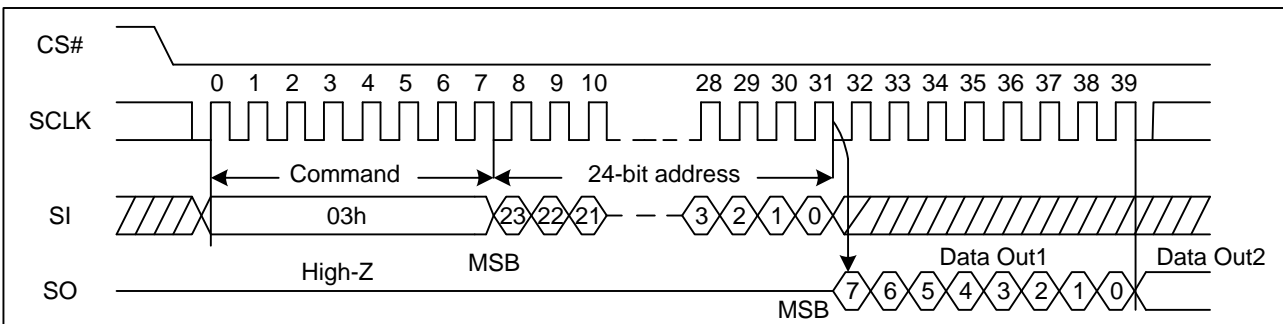 CS#
0 1 2 3 4 5 6 7 8 9 10 28 29 30 31 32 33 34 35 36 37 38 39
SCLK
Command 24-bit address
SI 03h 23 22 21 3 2 1 0
High-Z MSB Data Out1 Data Out2
SO MSB 7 6 5 4 3 2 1 0